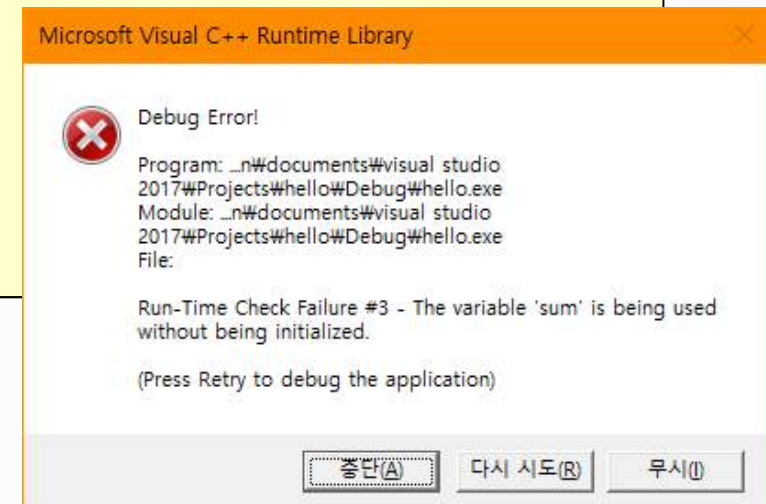 Microsoft Visual C++ Runtime Library
Debug Error!
Program: ...n₩documents₩visual studio
2017₩Projects₩hello₩Debug₩hello.exe
Module: ...n₩documents₩visual studio
2017₩Projects₩hello₩Debug₩hello.exe
File:
Run-Time Check Failure #3 - The variable 'sum' is being used
without being initialized.
(Press Retry to debug the application)
중단(A) 다시 시도(R) 무시(I)